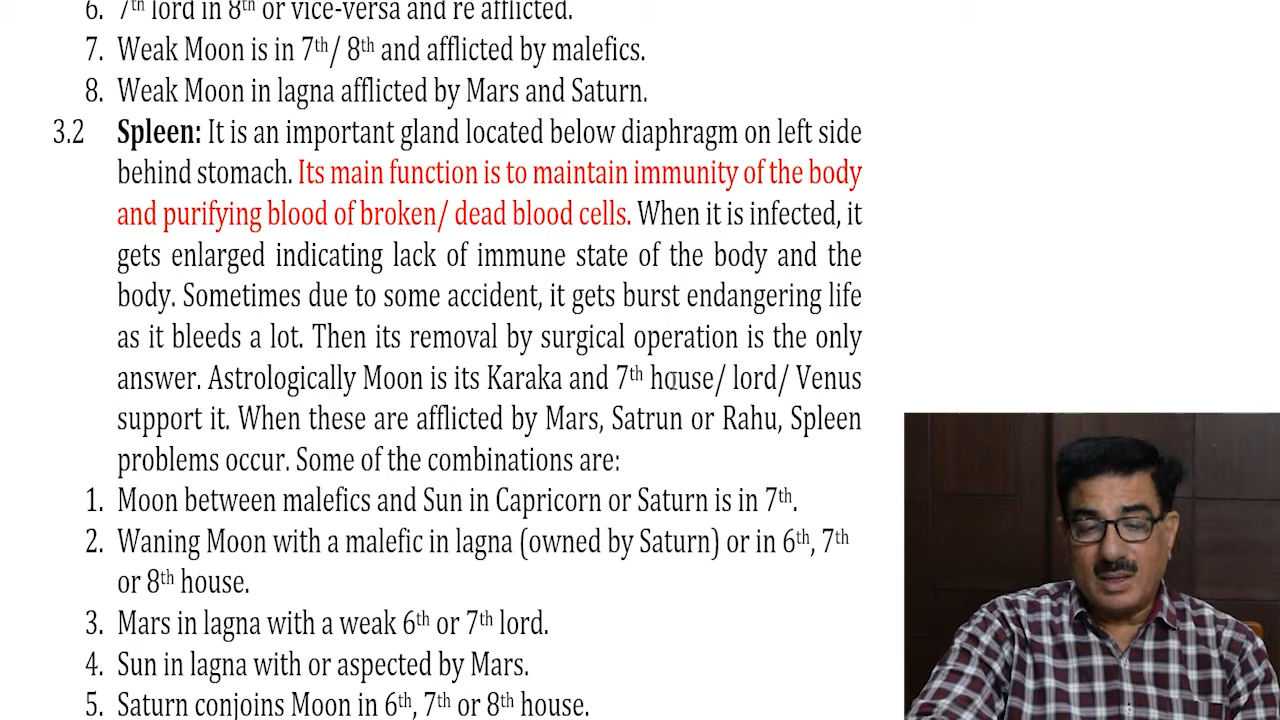 6. 7th lord in 8th or vice-versa and re afflicted.
7. Weak Moon is in 7th/ 8th and afflicted by malefics.
8. Weak Moon in lagna afflicted by Mars and Saturn.
3.2 Spleen: It is an important gland located below diaphragm on left side
behind stomach. Its main function is to maintain immunity of the body
and purifying blood of broken/ dead blood cells. When it is infected, it
gets enlarged indicating lack of immune state of the body and the
body. Sometimes due to some accident, it gets burst endangering life
as it bleeds a lot. Then its removal by surgical operation is the only
answer. Astrologically Moon is its Karaka and 7th house/ lord/ Venus
support it. When these are afflicted by Mars, Satrun or Rahu, Spleen
problems occur. Some of the combinations are:
1. Moon between malefics and Sun in Capricorn or Saturn is in 7th.
2. Waning Moon with a malefic in lagna (owned by Saturn) or in 6th, 7th
or 8th house.
3. Mars in lagna with a weak 6th or 7th lord.
4. Sun in lagna with or aspected by Mars.
5. Saturn conjoins Moon in 6th, 7th or 8th house.